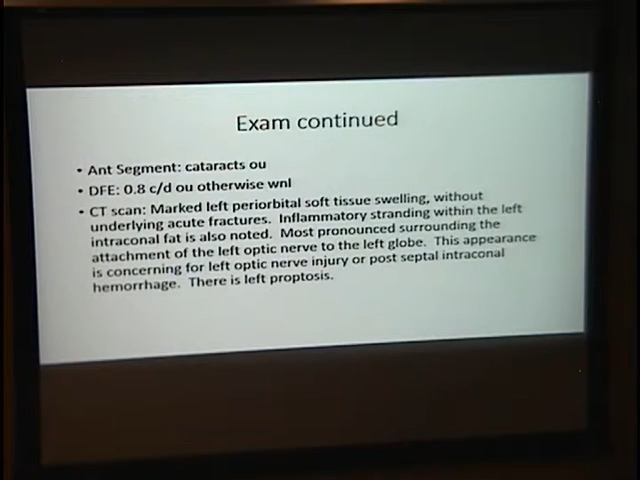 Exam continued
• Ant Segment: cataracts ou
• DFE: 0.8 c/d ou otherwise wnl
• CT scan: Marked left periorbital soft tissue swelling, without
underlying acute fractures. Inflammatory stranding within the left
intraconal fat is also noted. Most pronounced surrounding the
attachment of the left optic nerve to the left globe. This appearance
is concerning for left optic nerve injury or post septal intraconal
hemorrhage. There is left proptosis.